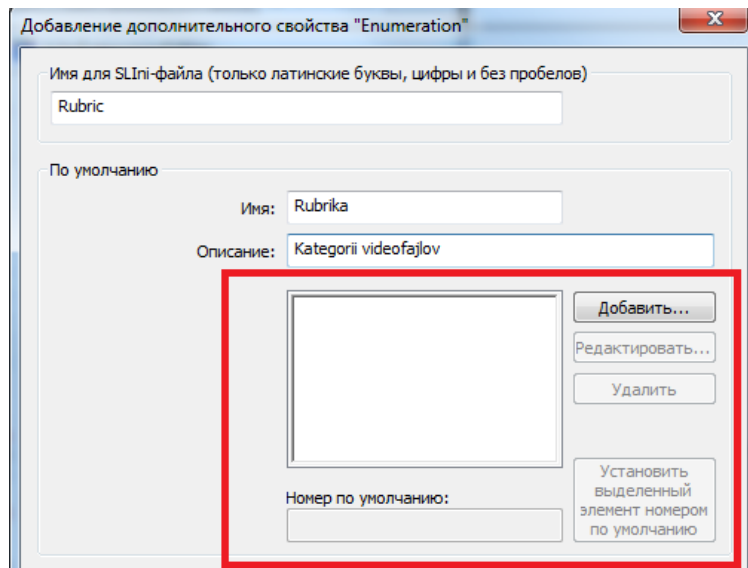 Добавление дополнительного свойства "Enumeration"
Имя для SLIni-файла (только латинские буквы, цифры и без пробелов)
Rubric
По умолчанию
Имя:
Rubrika
Описание:
Kategorii videofajlov
Добавить...
Редактировать...
Удалить
Номер по умолчанию:
Установить
выделенный
элемент номером
по умолчанию